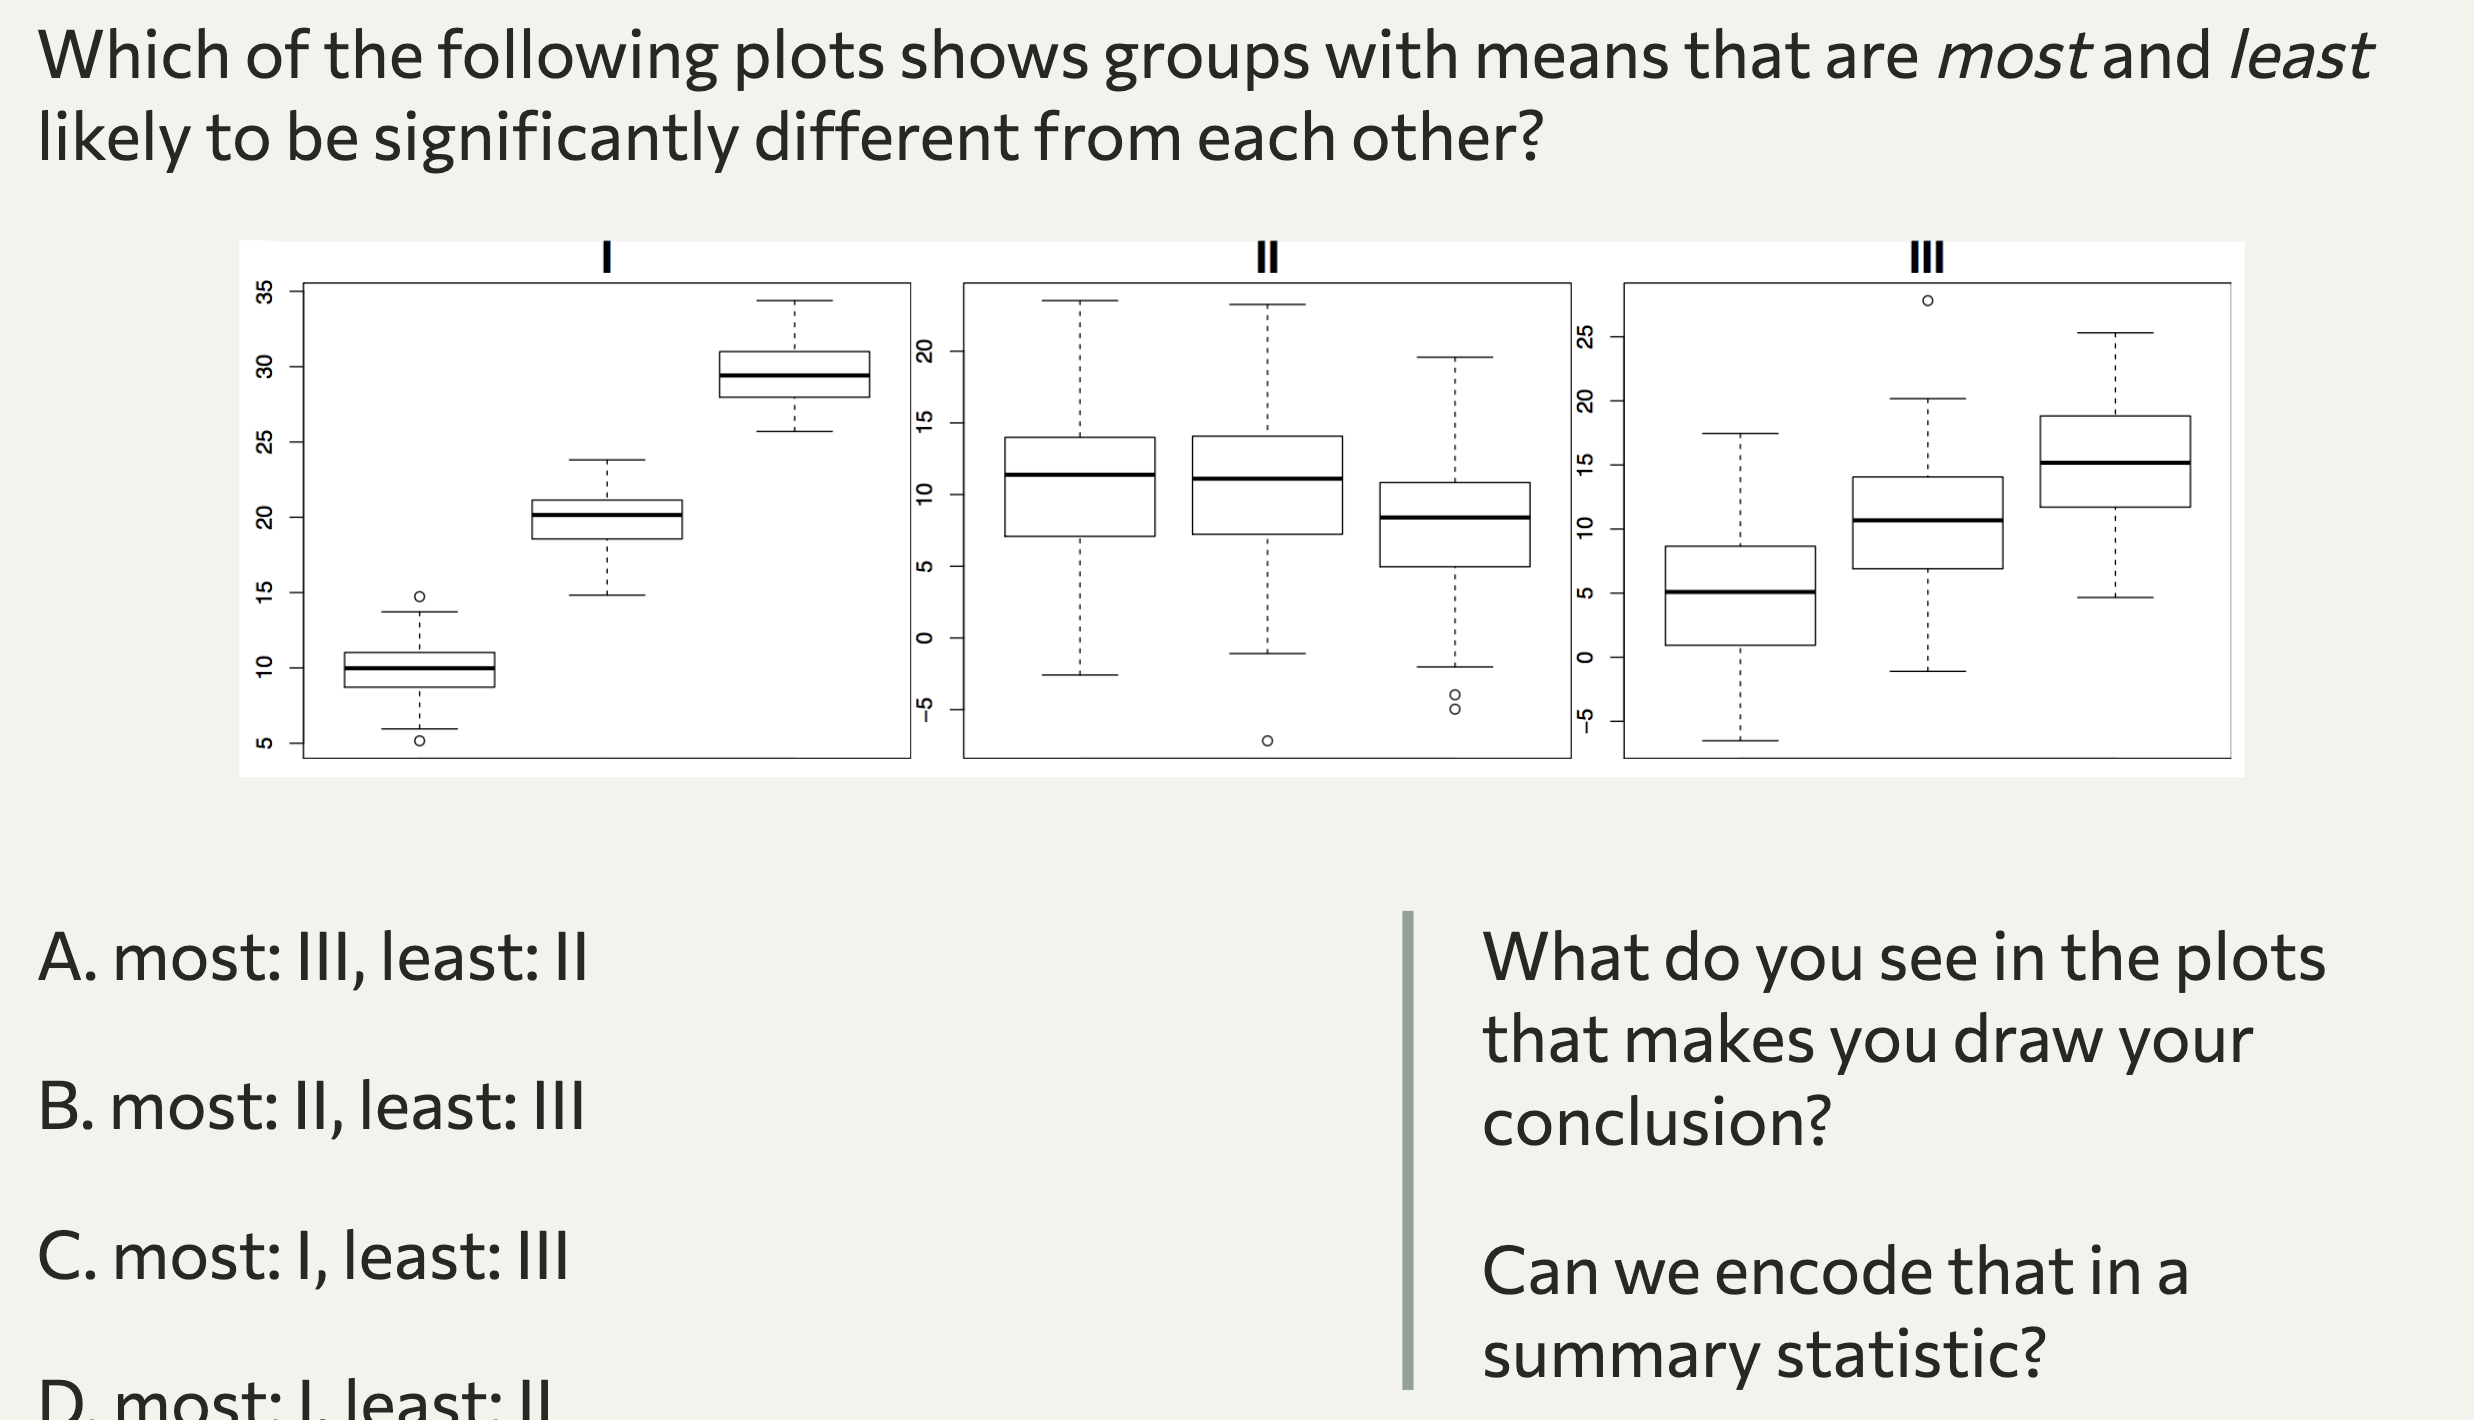 Which of the following plots shows groups with means that are most and least
likely to be significantly different from each other?
I
II
III
35
30
25
20
15
10
5
20
15
10
5
0
−5
25
20
15
10
5
0
−5
A. most: III, least: II
B. most: II, least: III
C. most: I, least: III
D. most: I, least: II
What do you see in the plots
that makes you draw your
conclusion?
Can we encode that in a
summary statistic?